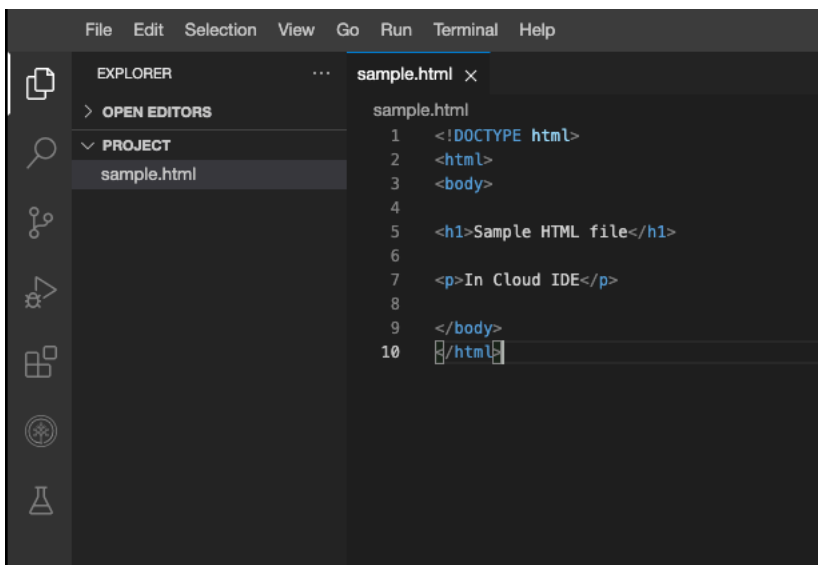 File Edit Selection View Go Run Terminal Help
EXPLORER ...
OPEN EDITORS
PROJECT
sample.html
sample.html
sample.html
1 <!DOCTYPE html>
2 <html>
3 <body>
4
5 <h1>Sample HTML file</h1>
6
7 <p>In Cloud IDE</p>
8
9 </body>
10 </html>